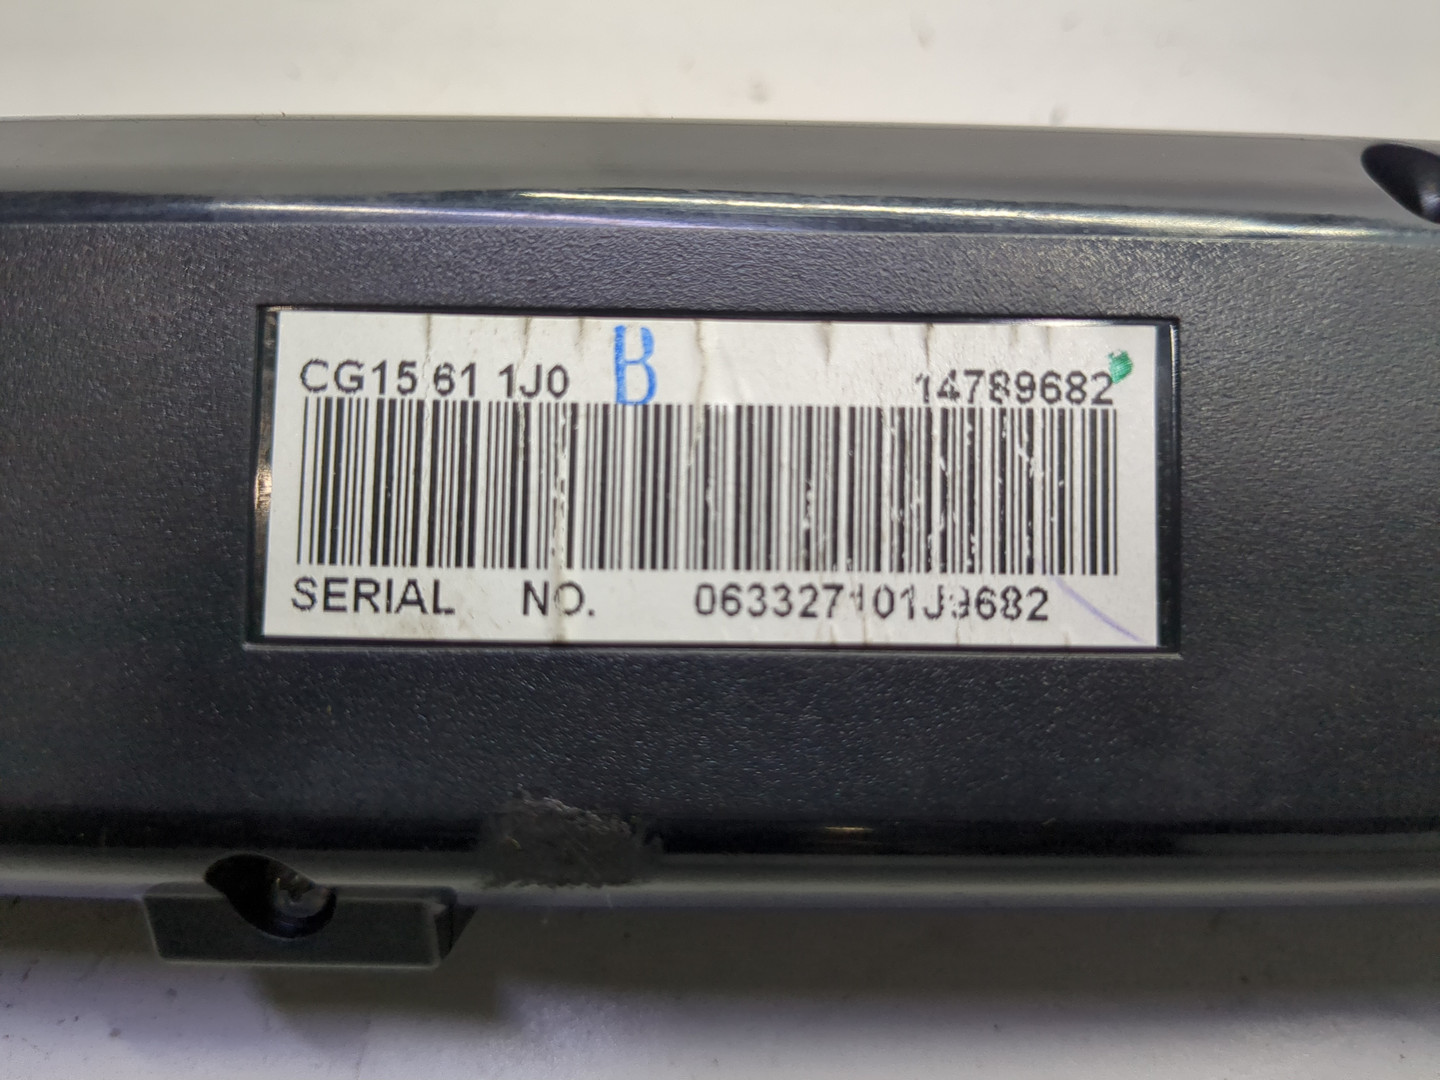 CG15 61 1J0 B 14789682
SERIAL NO. 063327101J9682